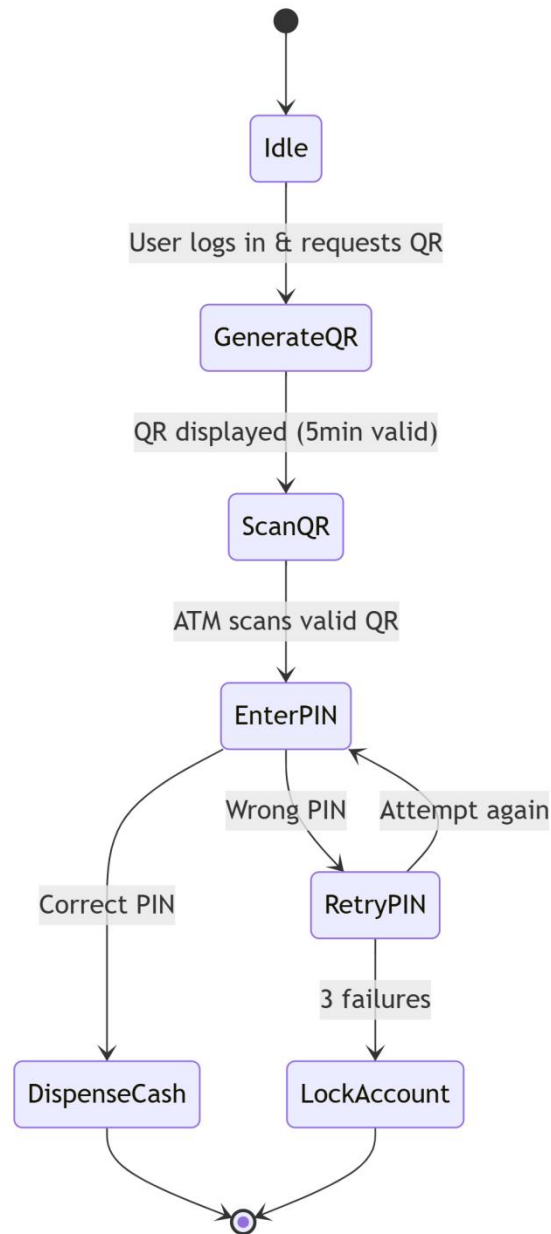 Idle
User logs in & requests QR
GenerateQR
QR displayed (5min valid)
ScanQR
ATM scans valid QR
EnterPIN
Wrong PIN
Attempt again
Correct PIN
RetryPIN
3 failures
DispenseCash
LockAccount